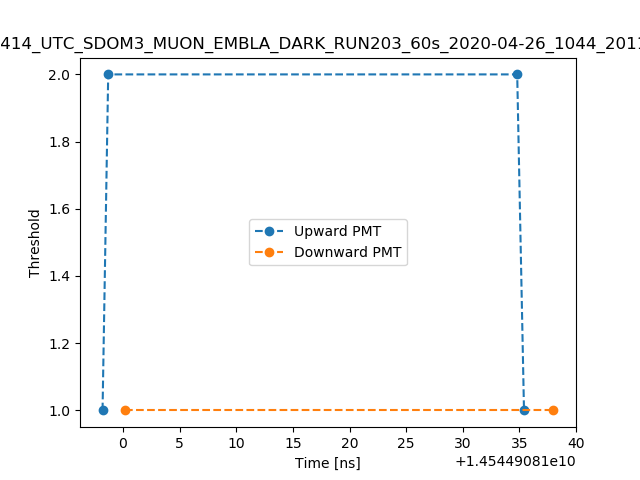 414_UTC_SDOM3_MUON_EMBLA_DARK_RUN203_60s_2020-04-26_1044_2011
2.0
1.8
1.6
1.4
1.2
1.0
Threshold
Upward PMT
Downward PMT
0 5 10 15 20 25 30 35 40
Time [ns]
+1.45449081e10